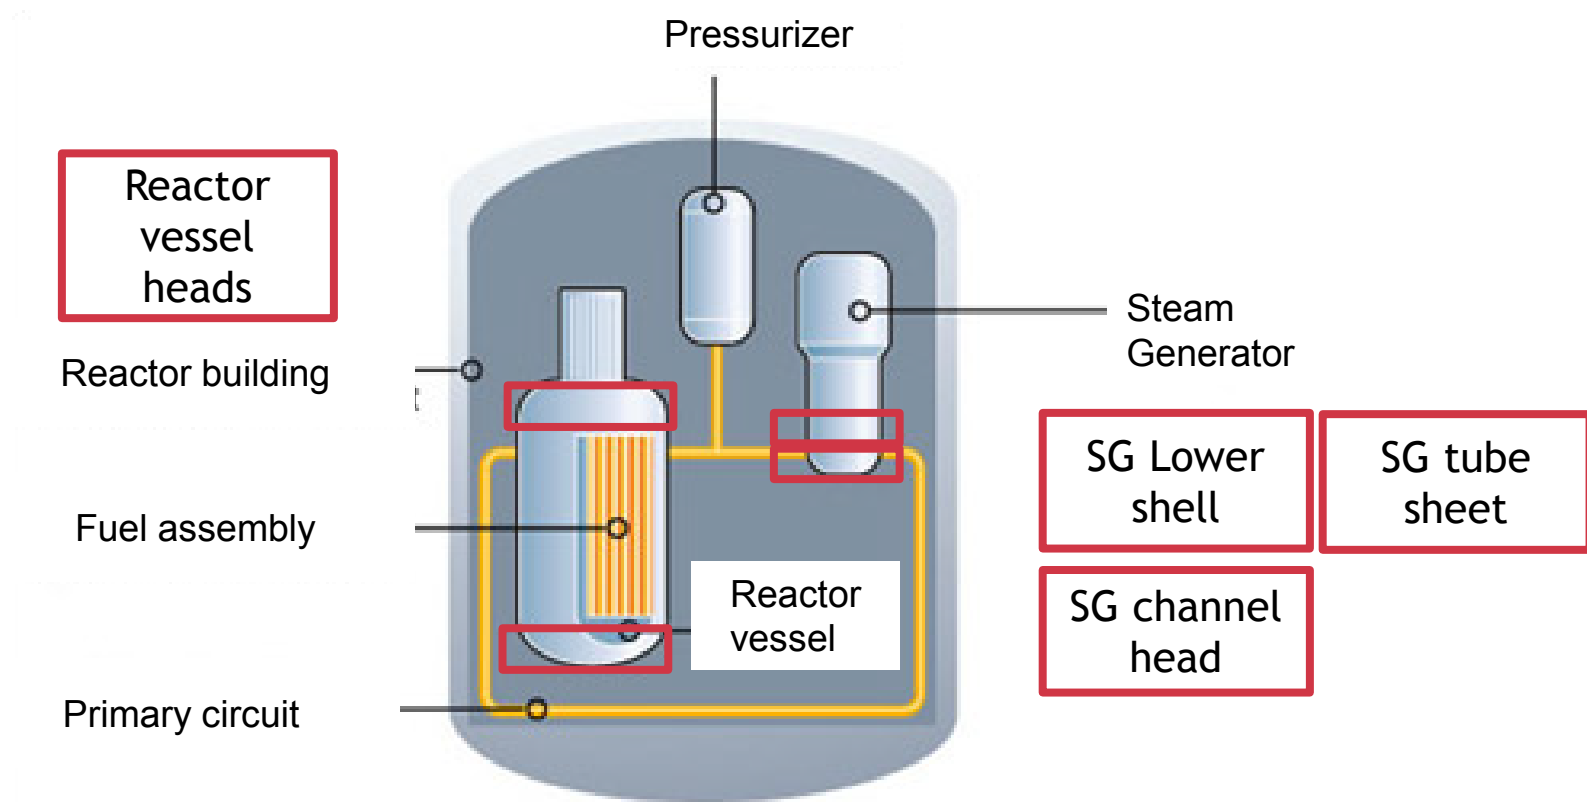 Pressurizer
Reactor
vessel
heads
Reactor building
Fuel assembly
Primary circuit
Reactor
vessel
Steam
Generator
SG Lower
shell
SG tube
sheet
SG channel
head